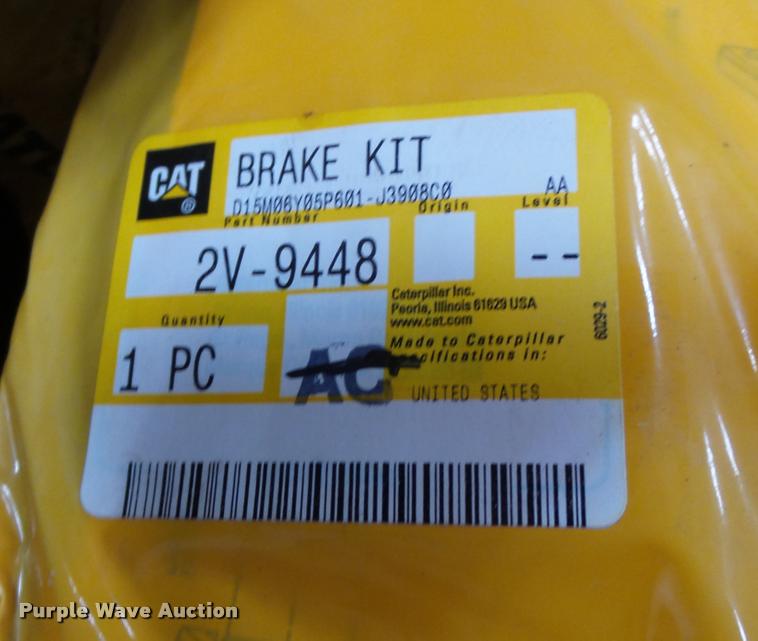 CAT
®
BRAKE KIT
D15M06Y05P601-J3908C0 AA
Part Number Origin Level
2V-9448 --
Caterpillar Inc.
Peoria, Illinois 61629 USA
www.cat.com
Quantity
1 PC
Made to Caterpillar
specifications in:
AC
UNITED STATES
6029-2
Purple Wave Auction